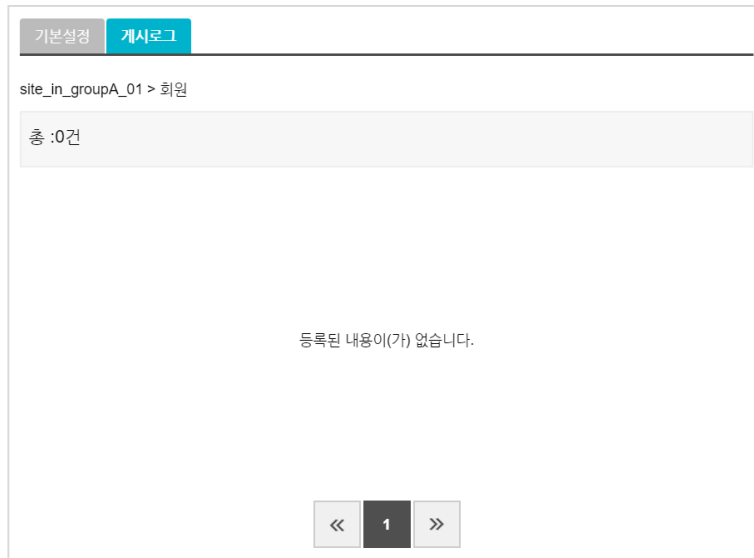 기본설정 게시로그
site_in_groupA_01 > 회원
총 :0건
등록된 내용이(가) 없습니다.
« 1 »